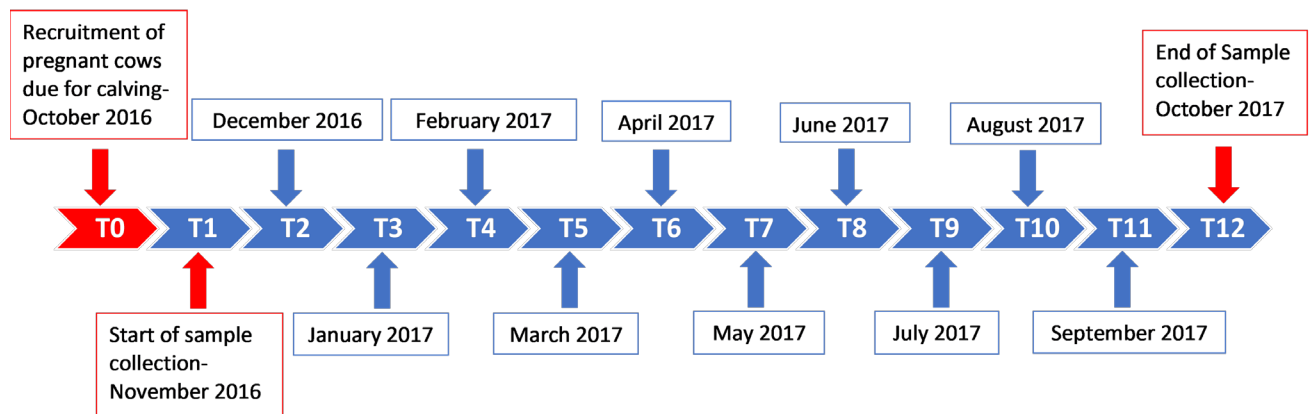 Recruitment of
pregnant cows
due for calving-
October 2016
December 2016
February 2017
April 2017
June 2017
August 2017
End of Sample
collection-
October 2017
T0 T1 T2 T3 T4 T5 T6 T7 T8 T9 T10 T11 T12
Start of sample
collection-
November 2016
January 2017
March 2017
May 2017
July 2017
September 2017